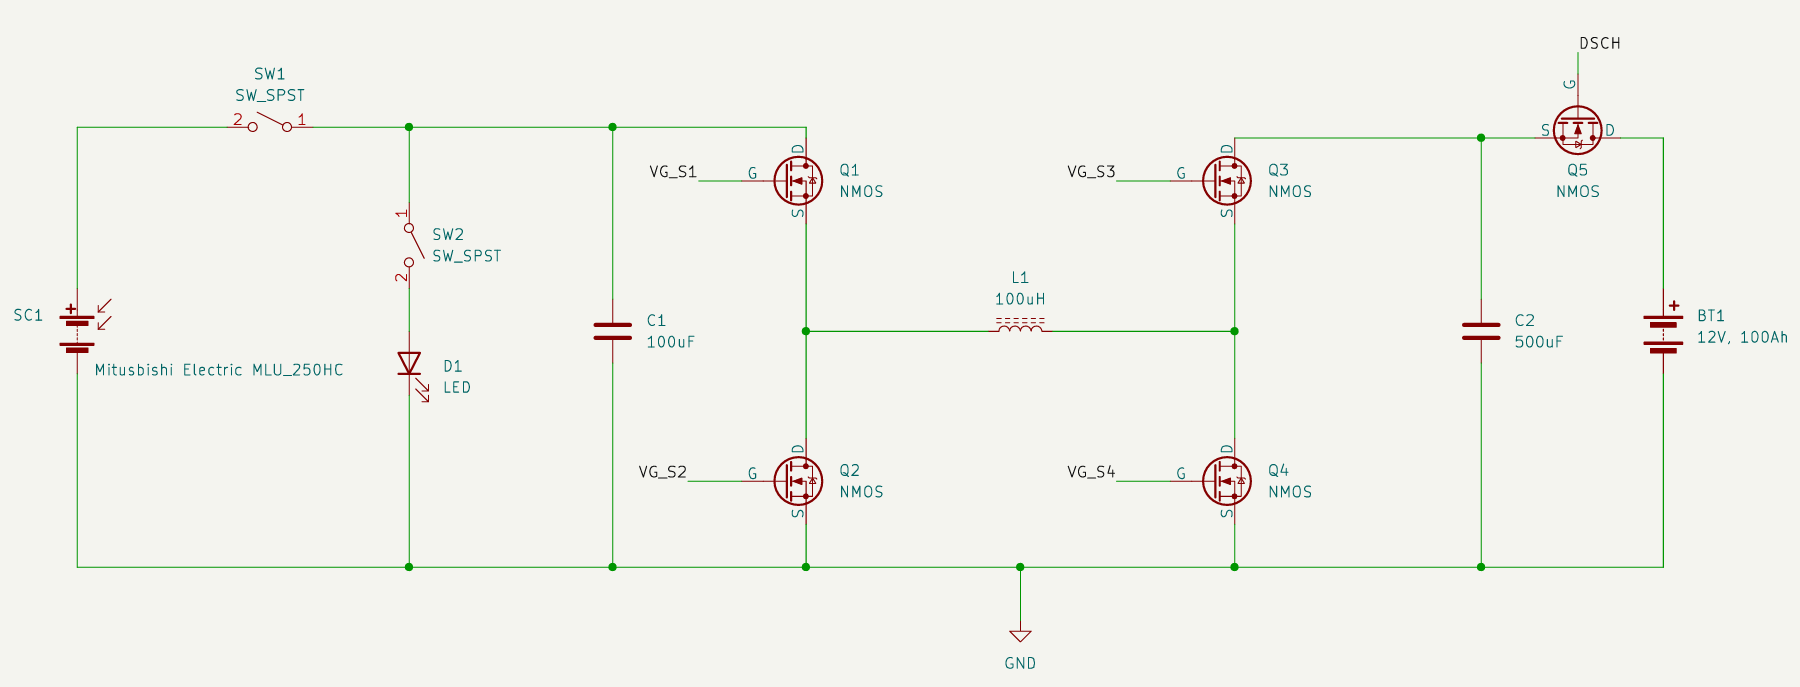 DSCH
G
S
D
Q5
NMOS
SW1
SW_SPST
2
1
VG_S1
G
D
S
Q1
NMOS
VG_S3
G
D
S
Q3
NMOS
1
2
SW2
SW_SPST
L1
100uH
SC1
Mitusbishi Electric MLU_250HC
C1
100uF
C2
500uF
BT1
12V, 100Ah
D1
LED
VG_S2
G
D
S
Q2
NMOS
VG_S4
G
D
S
Q4
NMOS
GND